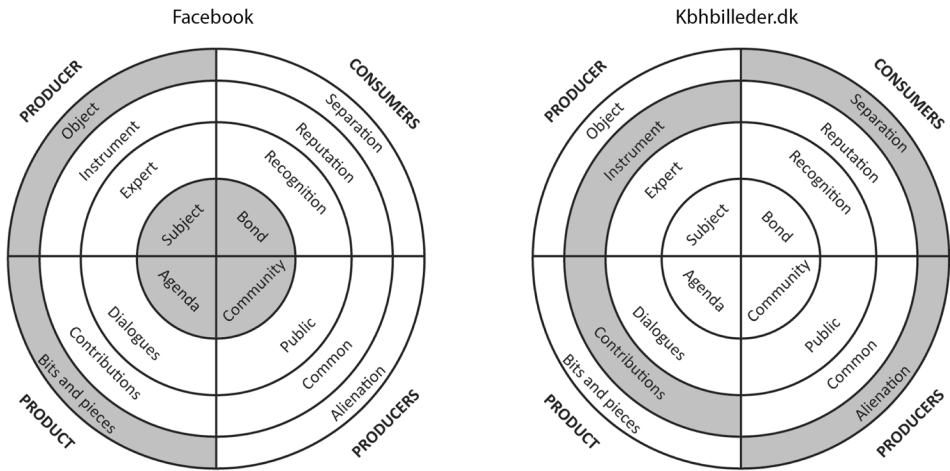 Facebook
PRODUCER
CONSUMERS
Object
Instrument
Expert
Subject
Separation
Reputation
Recognition
Bond
Agenda
Dialogues
Contributions
Bits and pieces
Community
Public
Common
Alienation
PRODUCT
PRODUCERS
Kbhbilleder.dk
PRODUCER
CONSUMERS
Object
Instrument
Expert
Subject
Separation
Reputation
Recognition
Bond
Agenda
Dialogues
Contributions
Bits and pieces
Community
Public
Common
Alienation
PRODUCT
PRODUCERS